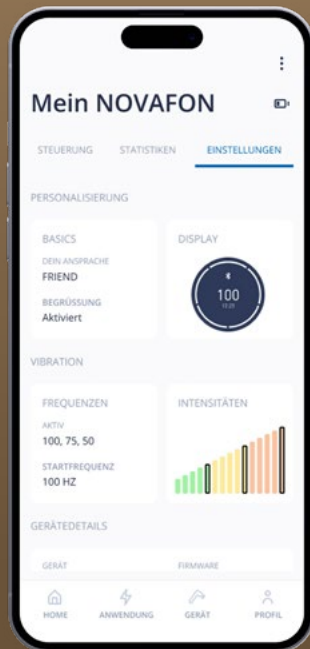 Mein NOVAFON
STEUERUNG STATISTIKEN EINSTELLUNGEN
PERSONALISIERUNG
BASICS
DEIN ANSPRACHE
FRIEND
BEGRÜSSUNG
Aktiviert
DISPLAY
100
VIBRATION
FREQUENZEN
AKTIV
100, 75, 50
STARTFREQUENZ
100 HZ
INTENSITÄTEN
GERÄTEDETAILS
GERÄT
FIRMWARE
HOME ANWENDUNG GERÄT PROFIL